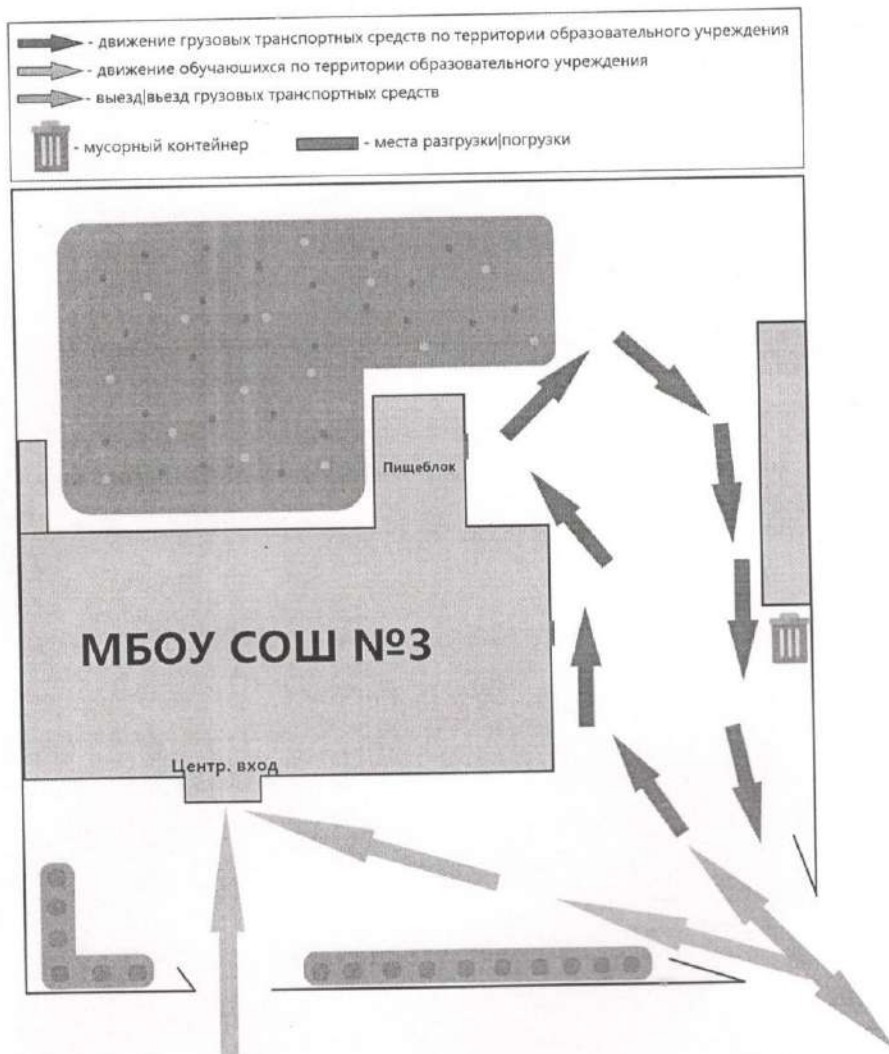 - движение грузовых транспортных средств по территории образовательного учреждения
- движение обучающихся по территории образовательного учреждения
- выезд|вьезд грузовых транспортных средств
- мусорный контейнер
- места разгрузки|погрузки
Пищеблок
МБОУ СОШ №3
Центр. вход